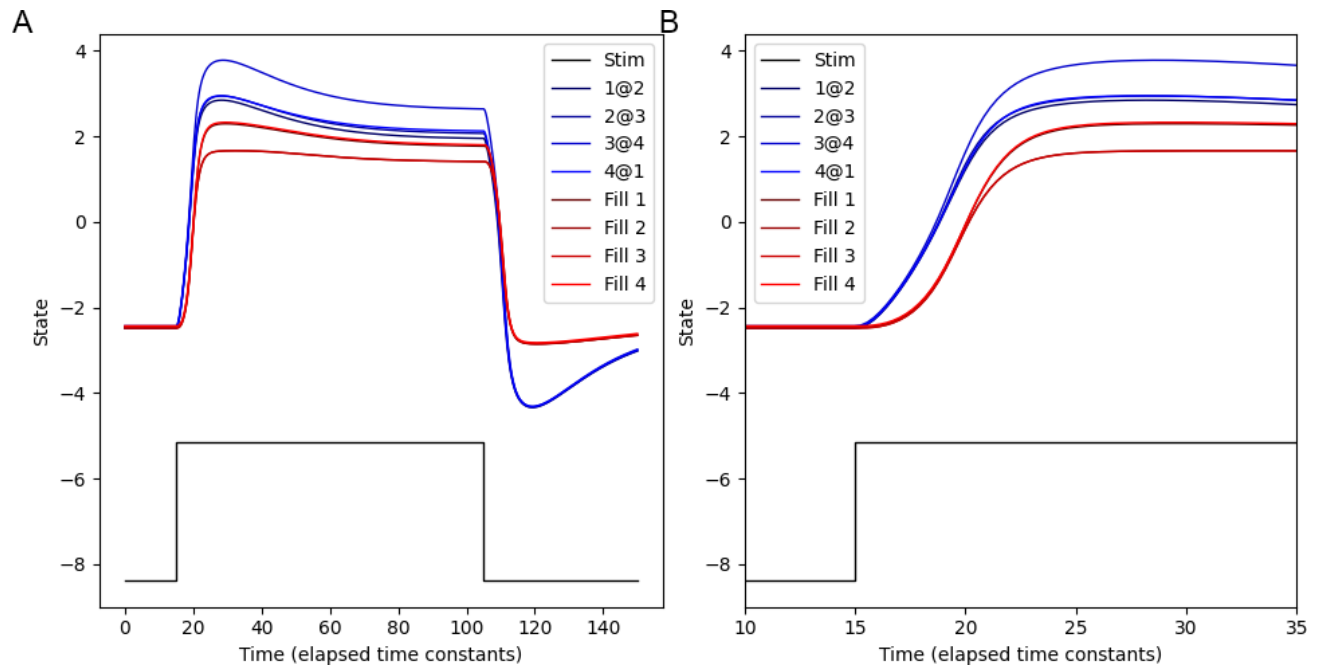 A
4
2
0
−2
−4
−6
−8
State
0
20
40
60
80
100
120
140
Time (elapsed time constants)
Stim
1@2
2@3
3@4
4@1
Fill 1
Fill 2
Fill 3
Fill 4
B
4
2
0
−2
−4
−6
−8
State
10
15
20
25
30
35
Time (elapsed time constants)
Stim
1@2
2@3
3@4
4@1
Fill 1
Fill 2
Fill 3
Fill 4